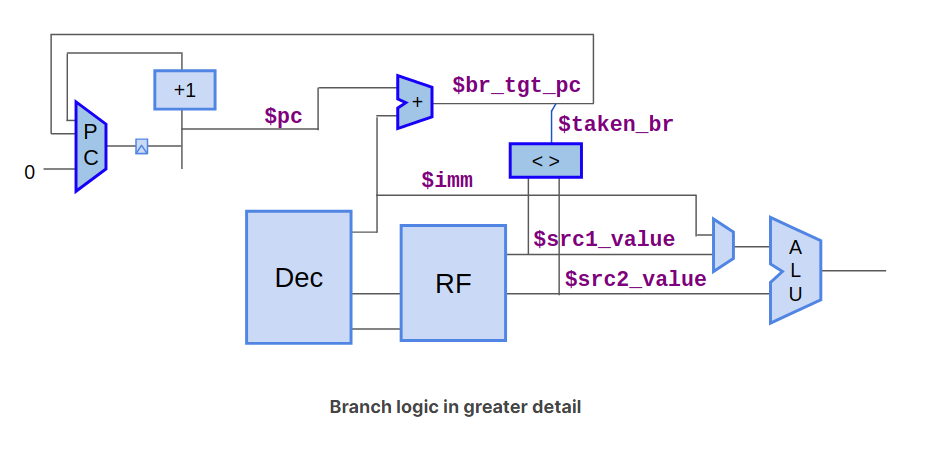 +1
$br_tgt_pc
+
$pc
P
C
$taken_br
< >
0
$imm
$src1_value
A
L
U
Dec
RF
$src2_value
Branch logic in greater detail